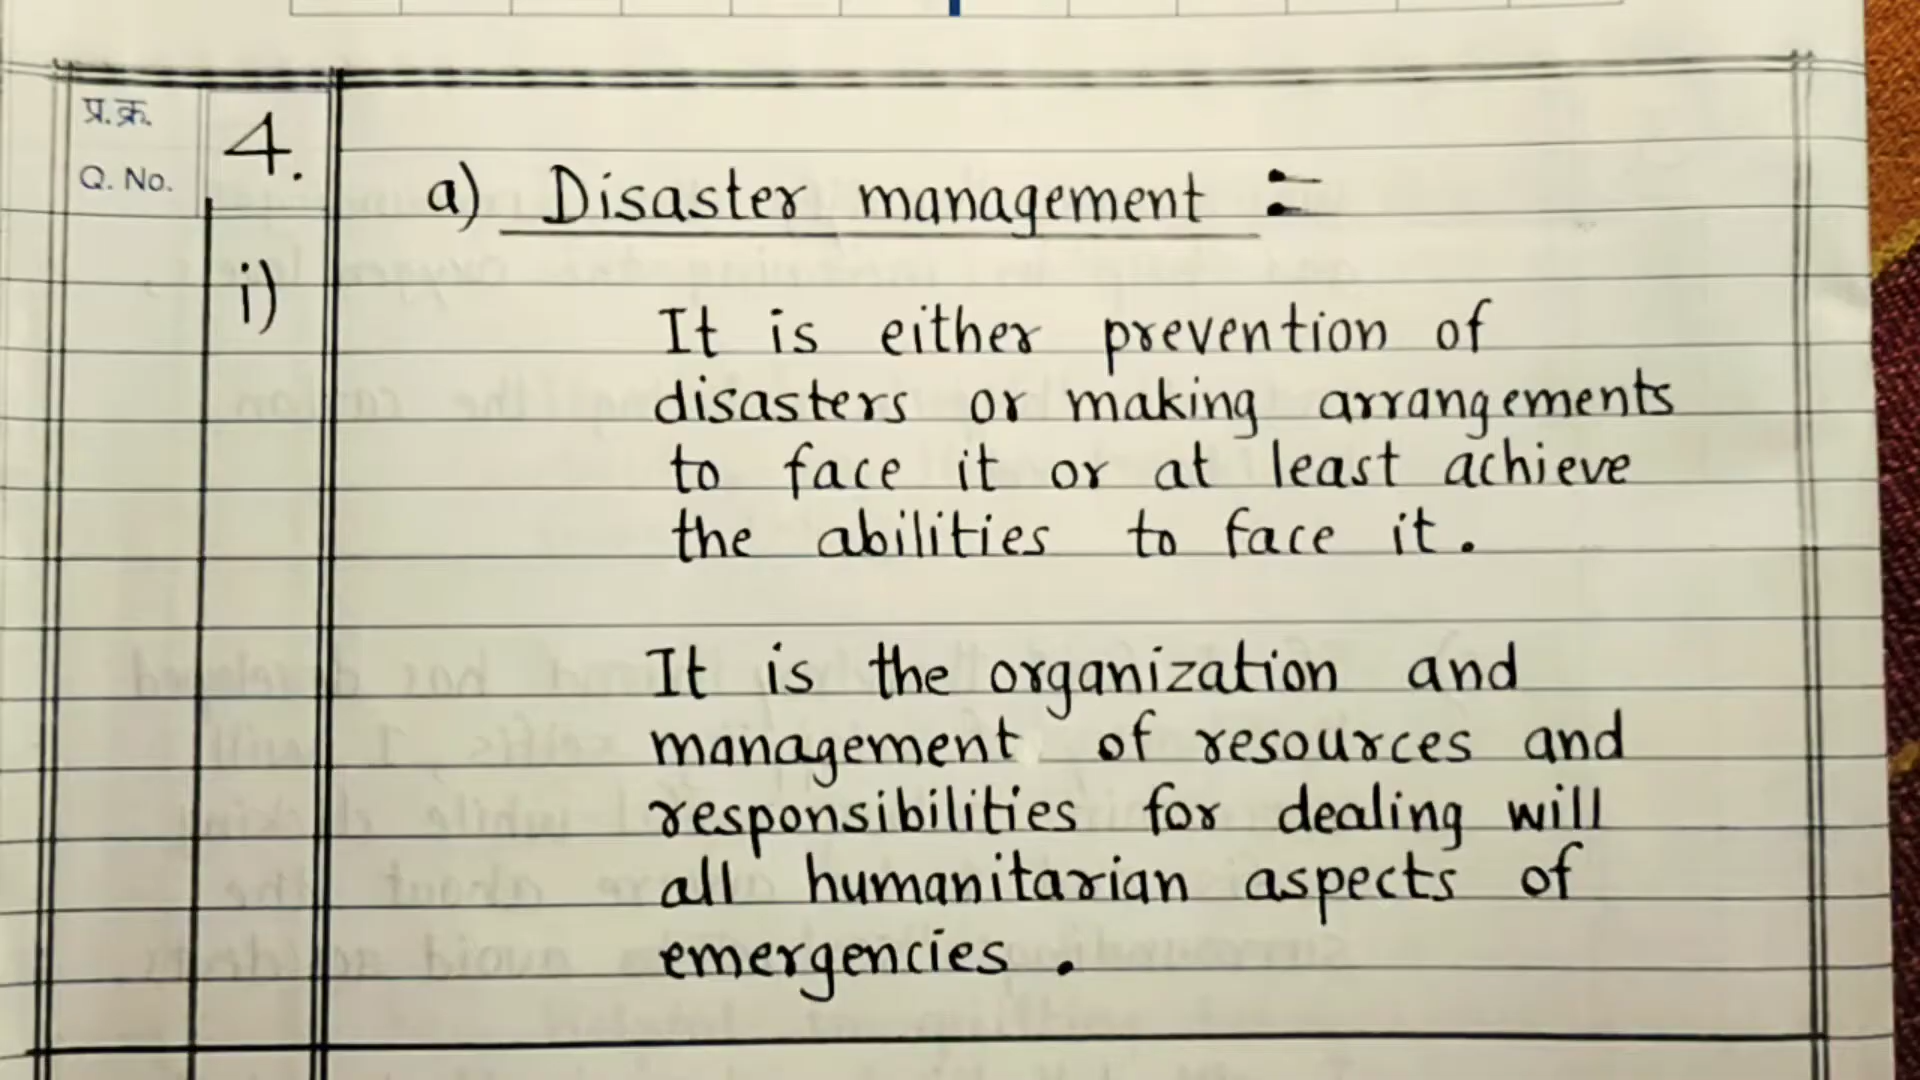 प्र.क्र.
Q. No.
4.
a) Disaster management :-
i)
It is either prevention of
disasters or making arrangements
to face it or at least achieve
the abilities to face it.
It is the organization and
management of resources and
responsibilities for dealing will
all humanitarian aspects of
emergencies.